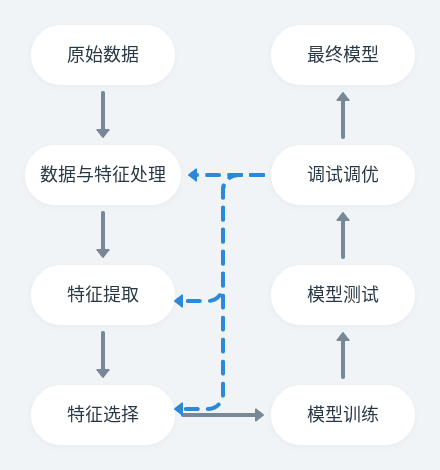 原始数据
最终模型
数据与特征处理
调试调优
特征提取
模型测试
特征选择
模型训练